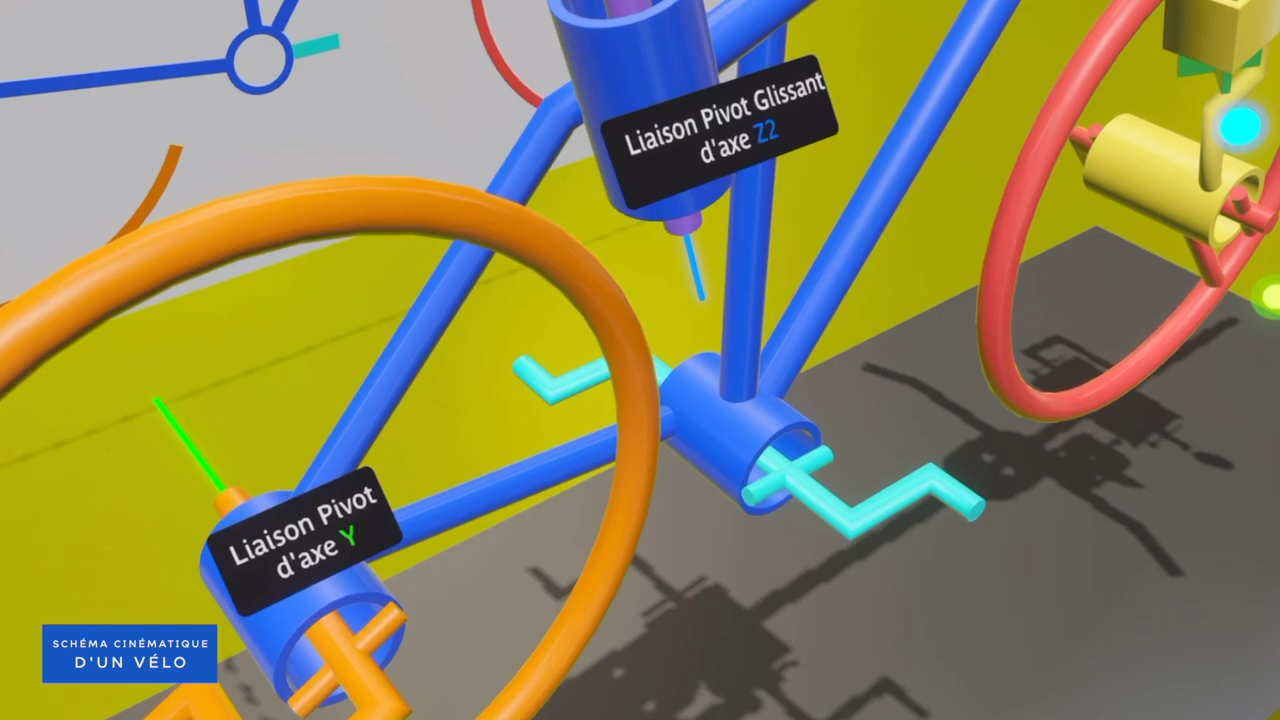 Liaison Pivot Glissant
d'axe Z2
Liaison Pivot
d'axe Y
SCHÉMA CINÉMATIQUE
D'UN VÉLO